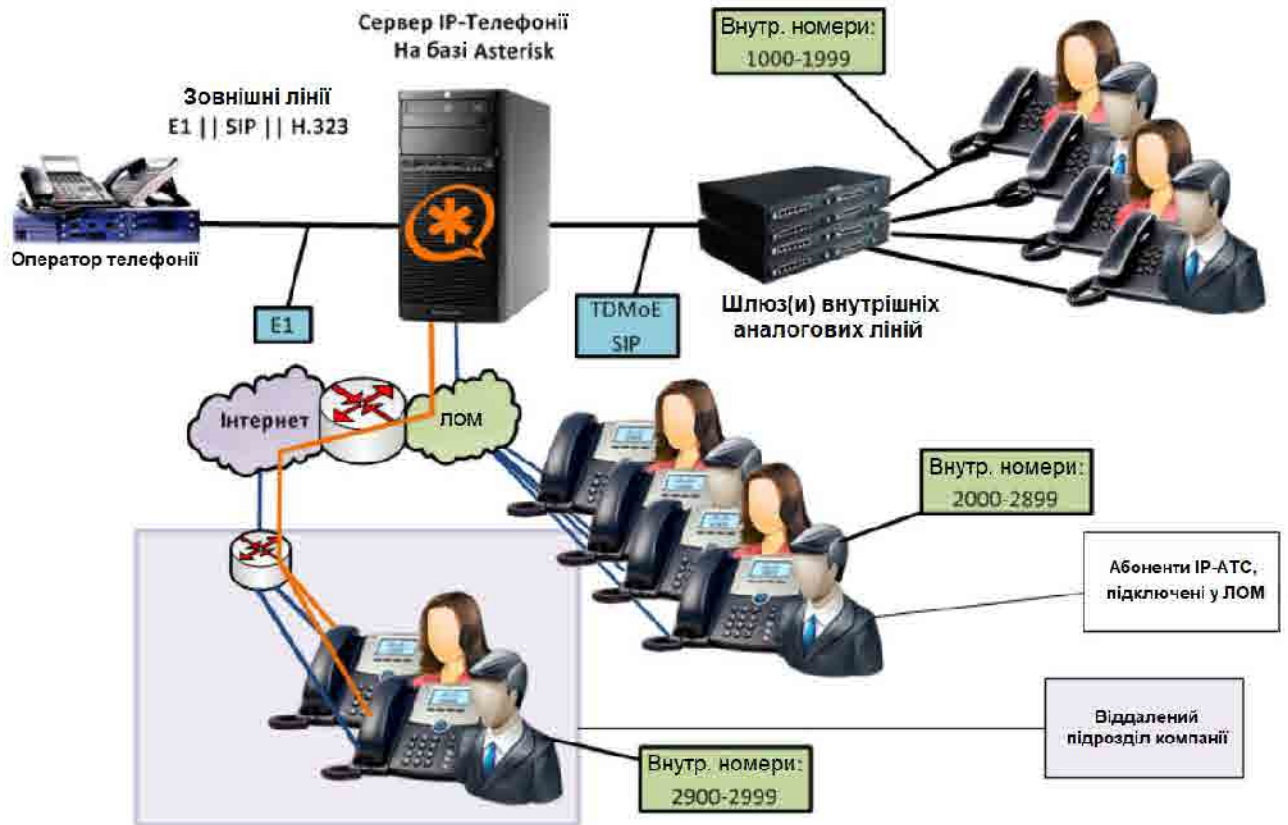 Сервер IP-Телефонії
На базі Asterisk
Зовнішні лінії
E1 || SIP || H.323
Внутр. номери:
1000-1999
Оператор телефонії
E1
TDMoE
SIP
Шлюз(и) внутрішніх
аналогових ліній
Інтернет
ЛОМ
Внутр. номери:
2000-2899
Абоненти IP-АТС,
підключені у ЛОМ
Віддалений
підрозділ компанії
Внутр. номери:
2900-2999